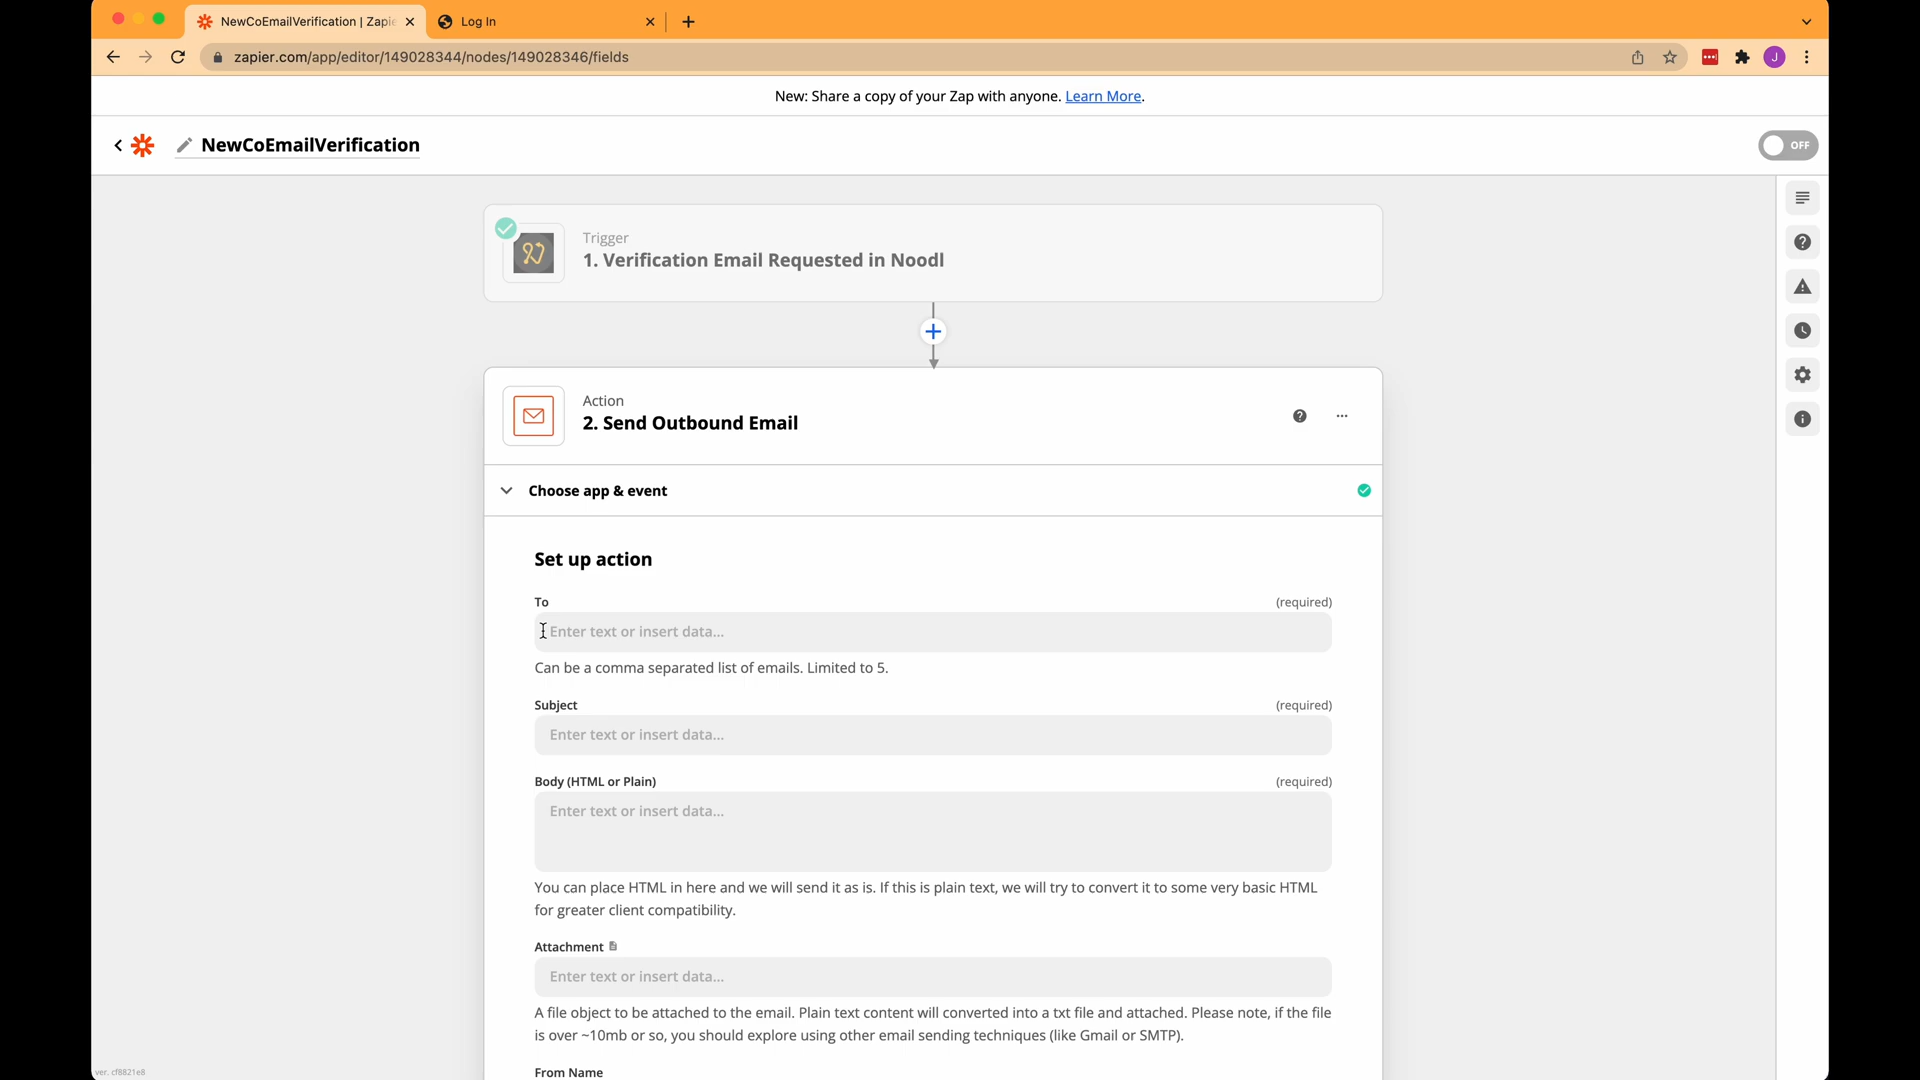 NewCoEmailVerification | Zapie
Log In
zapier.com/app/editor/149028344/nodes/149028346/fields
J
New: Share a copy of your Zap with anyone. Learn More.
NewCoEmailVerification
OFF
Trigger
1. Verification Email Requested in Noodl
Action
2. Send Outbound Email
Choose app & event
Set up action
To (required)
Enter text or insert data...
Can be a comma separated list of emails. Limited to 5.
Subject (required)
Enter text or insert data...
Body (HTML or Plain) (required)
Enter text or insert data...
You can place HTML in here and we will send it as is. If this is plain text, we will try to convert it to some very basic HTML
for greater client compatibility.
Attachment
Enter text or insert data...
A file object to be attached to the email. Plain text content will converted into a txt file and attached. Please note, if the file
is over ~10mb or so, you should explore using other email sending techniques (like Gmail or SMTP).
From Name
ver. cf8821e8